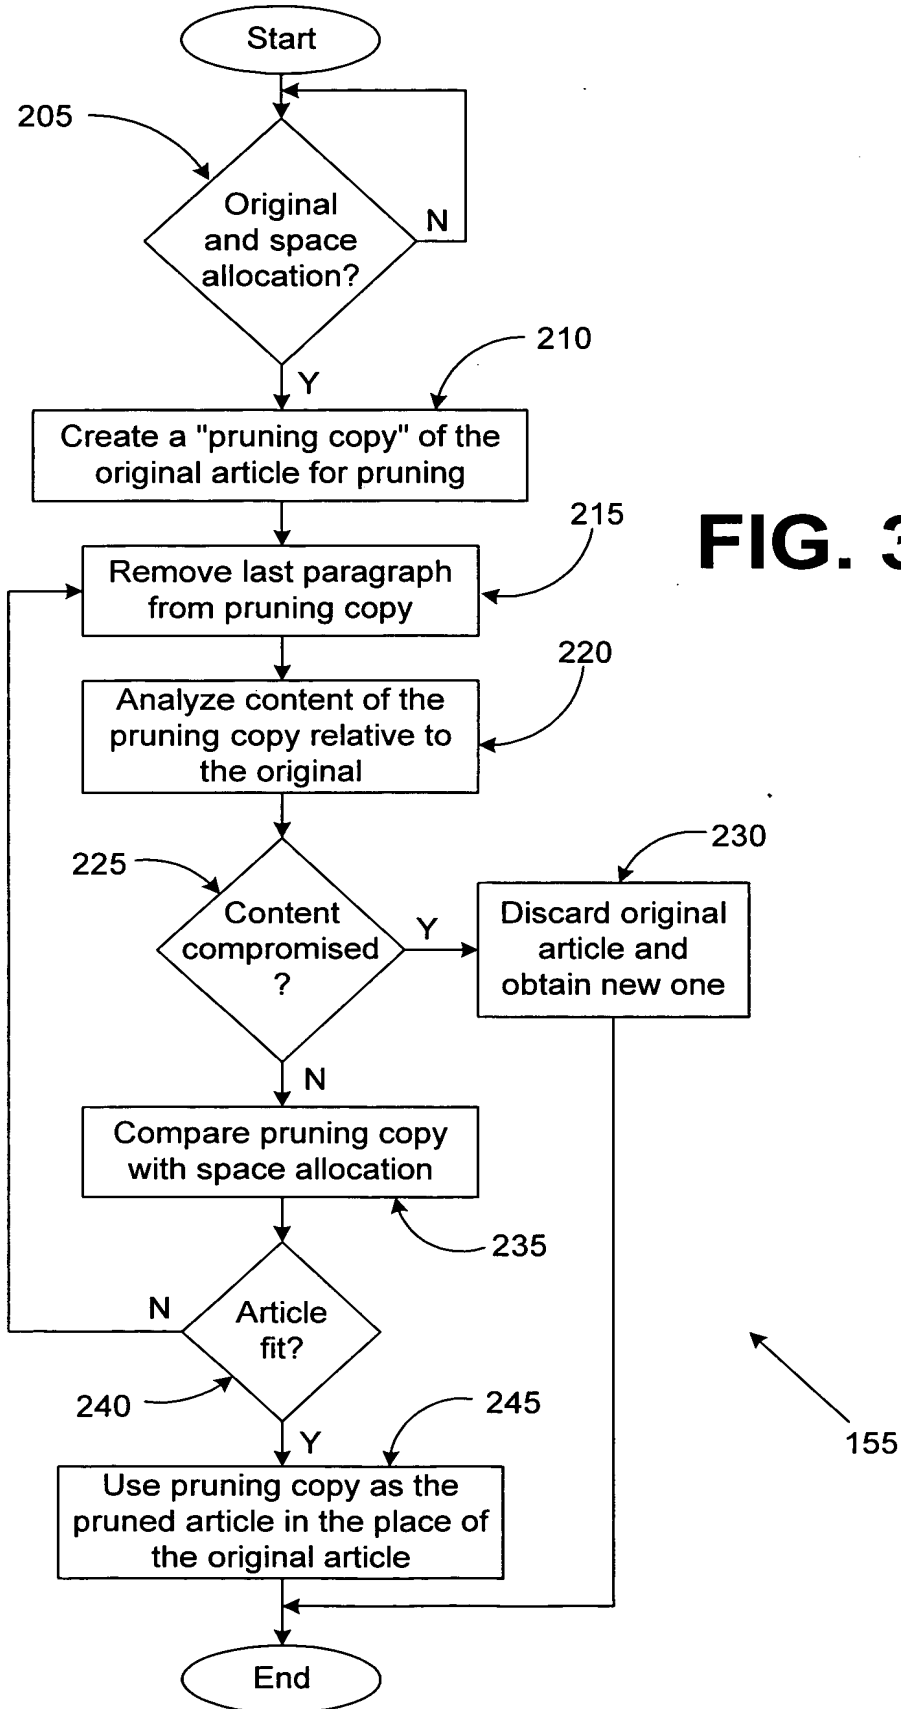 Start
205
Original
and space
allocation?
N
210
Y
Create a "pruning copy" of the
original article for pruning
215
FIG. 3
Remove last paragraph
from pruning copy
220
Analyze content of the
pruning copy relative to
the original
225
230
Content
compromised
?
Y
Discard original
article and
obtain new one
N
Compare pruning copy
with space allocation
235
N
Article
fit?
240
245
Y
155
Use pruning copy as the
pruned article in the place of
the original article
End